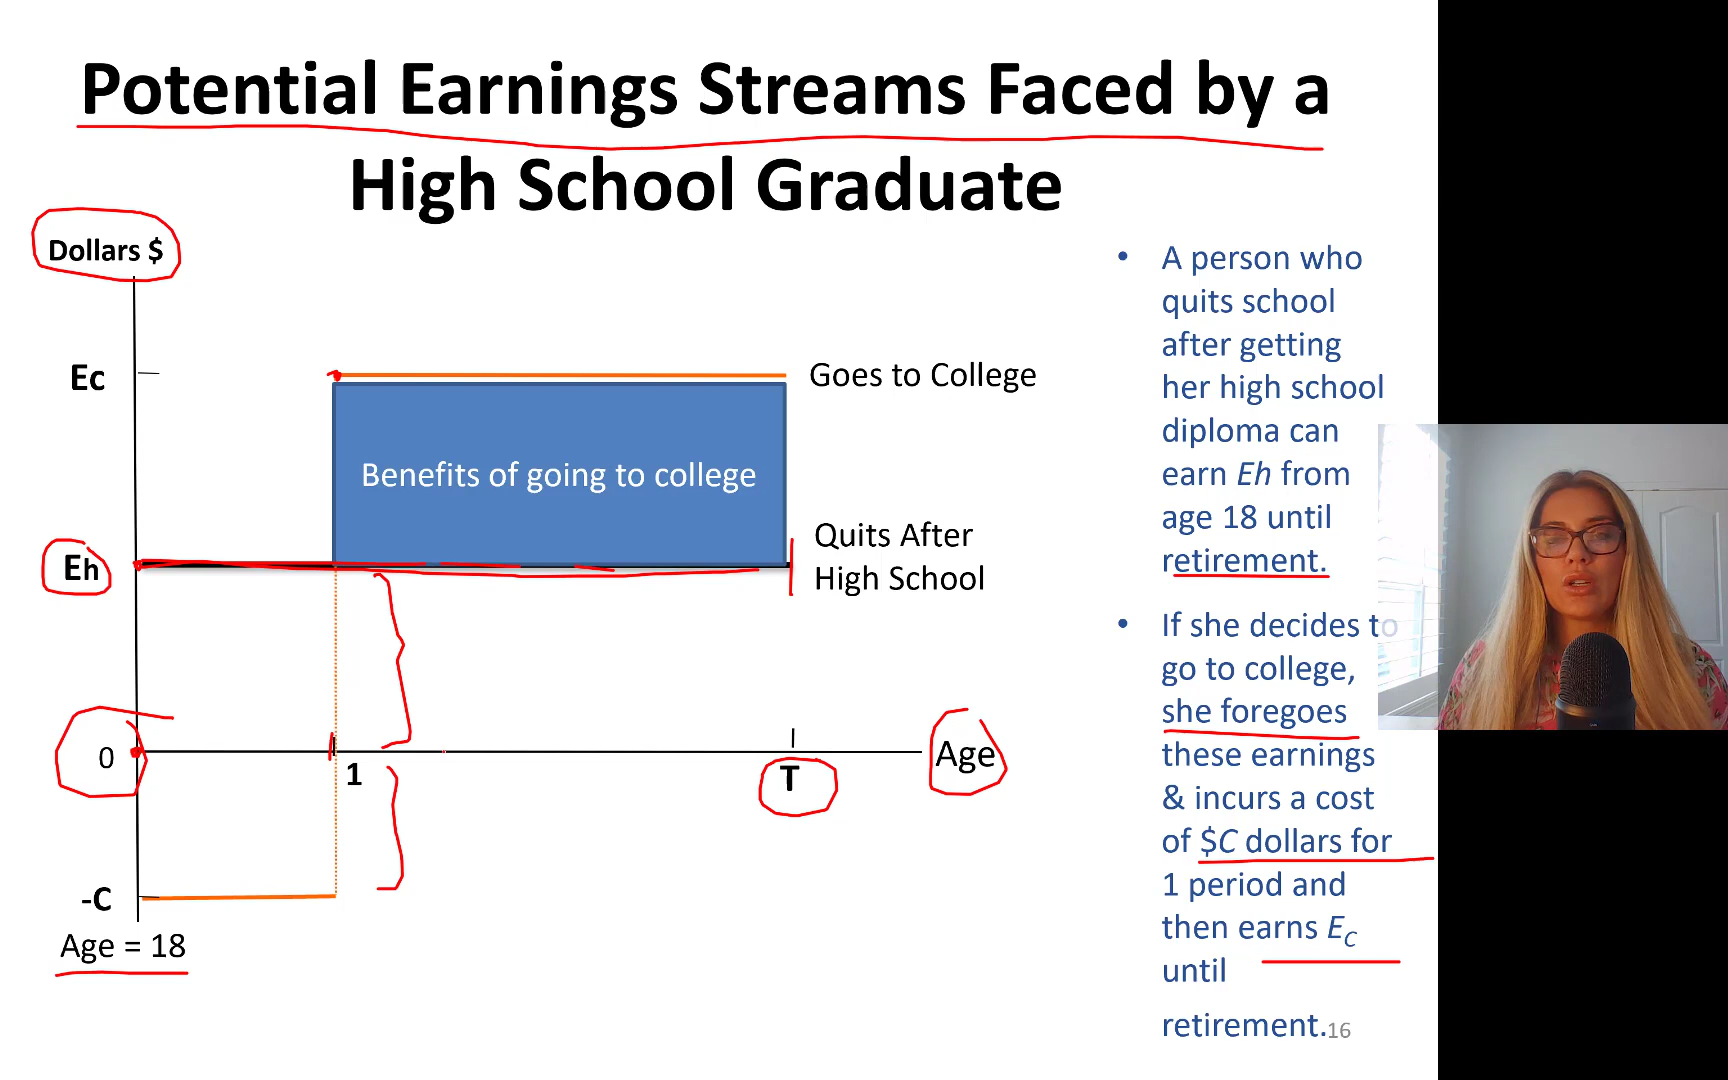 Potential Earnings Streams Faced by a
High School Graduate
Dollars $
Ec
Goes to College
Benefits of going to college
Quits After
High School
Eh
0
1
T
Age
-C
Age = 18
• A person who
quits school
after getting
her high school
diploma can
earn Eh from
age 18 until
retirement.
• If she decides to
go to college,
she foregoes
these earnings
& incurs a cost
of $C dollars for
1 period and
then earns EC
until
retirement.
16